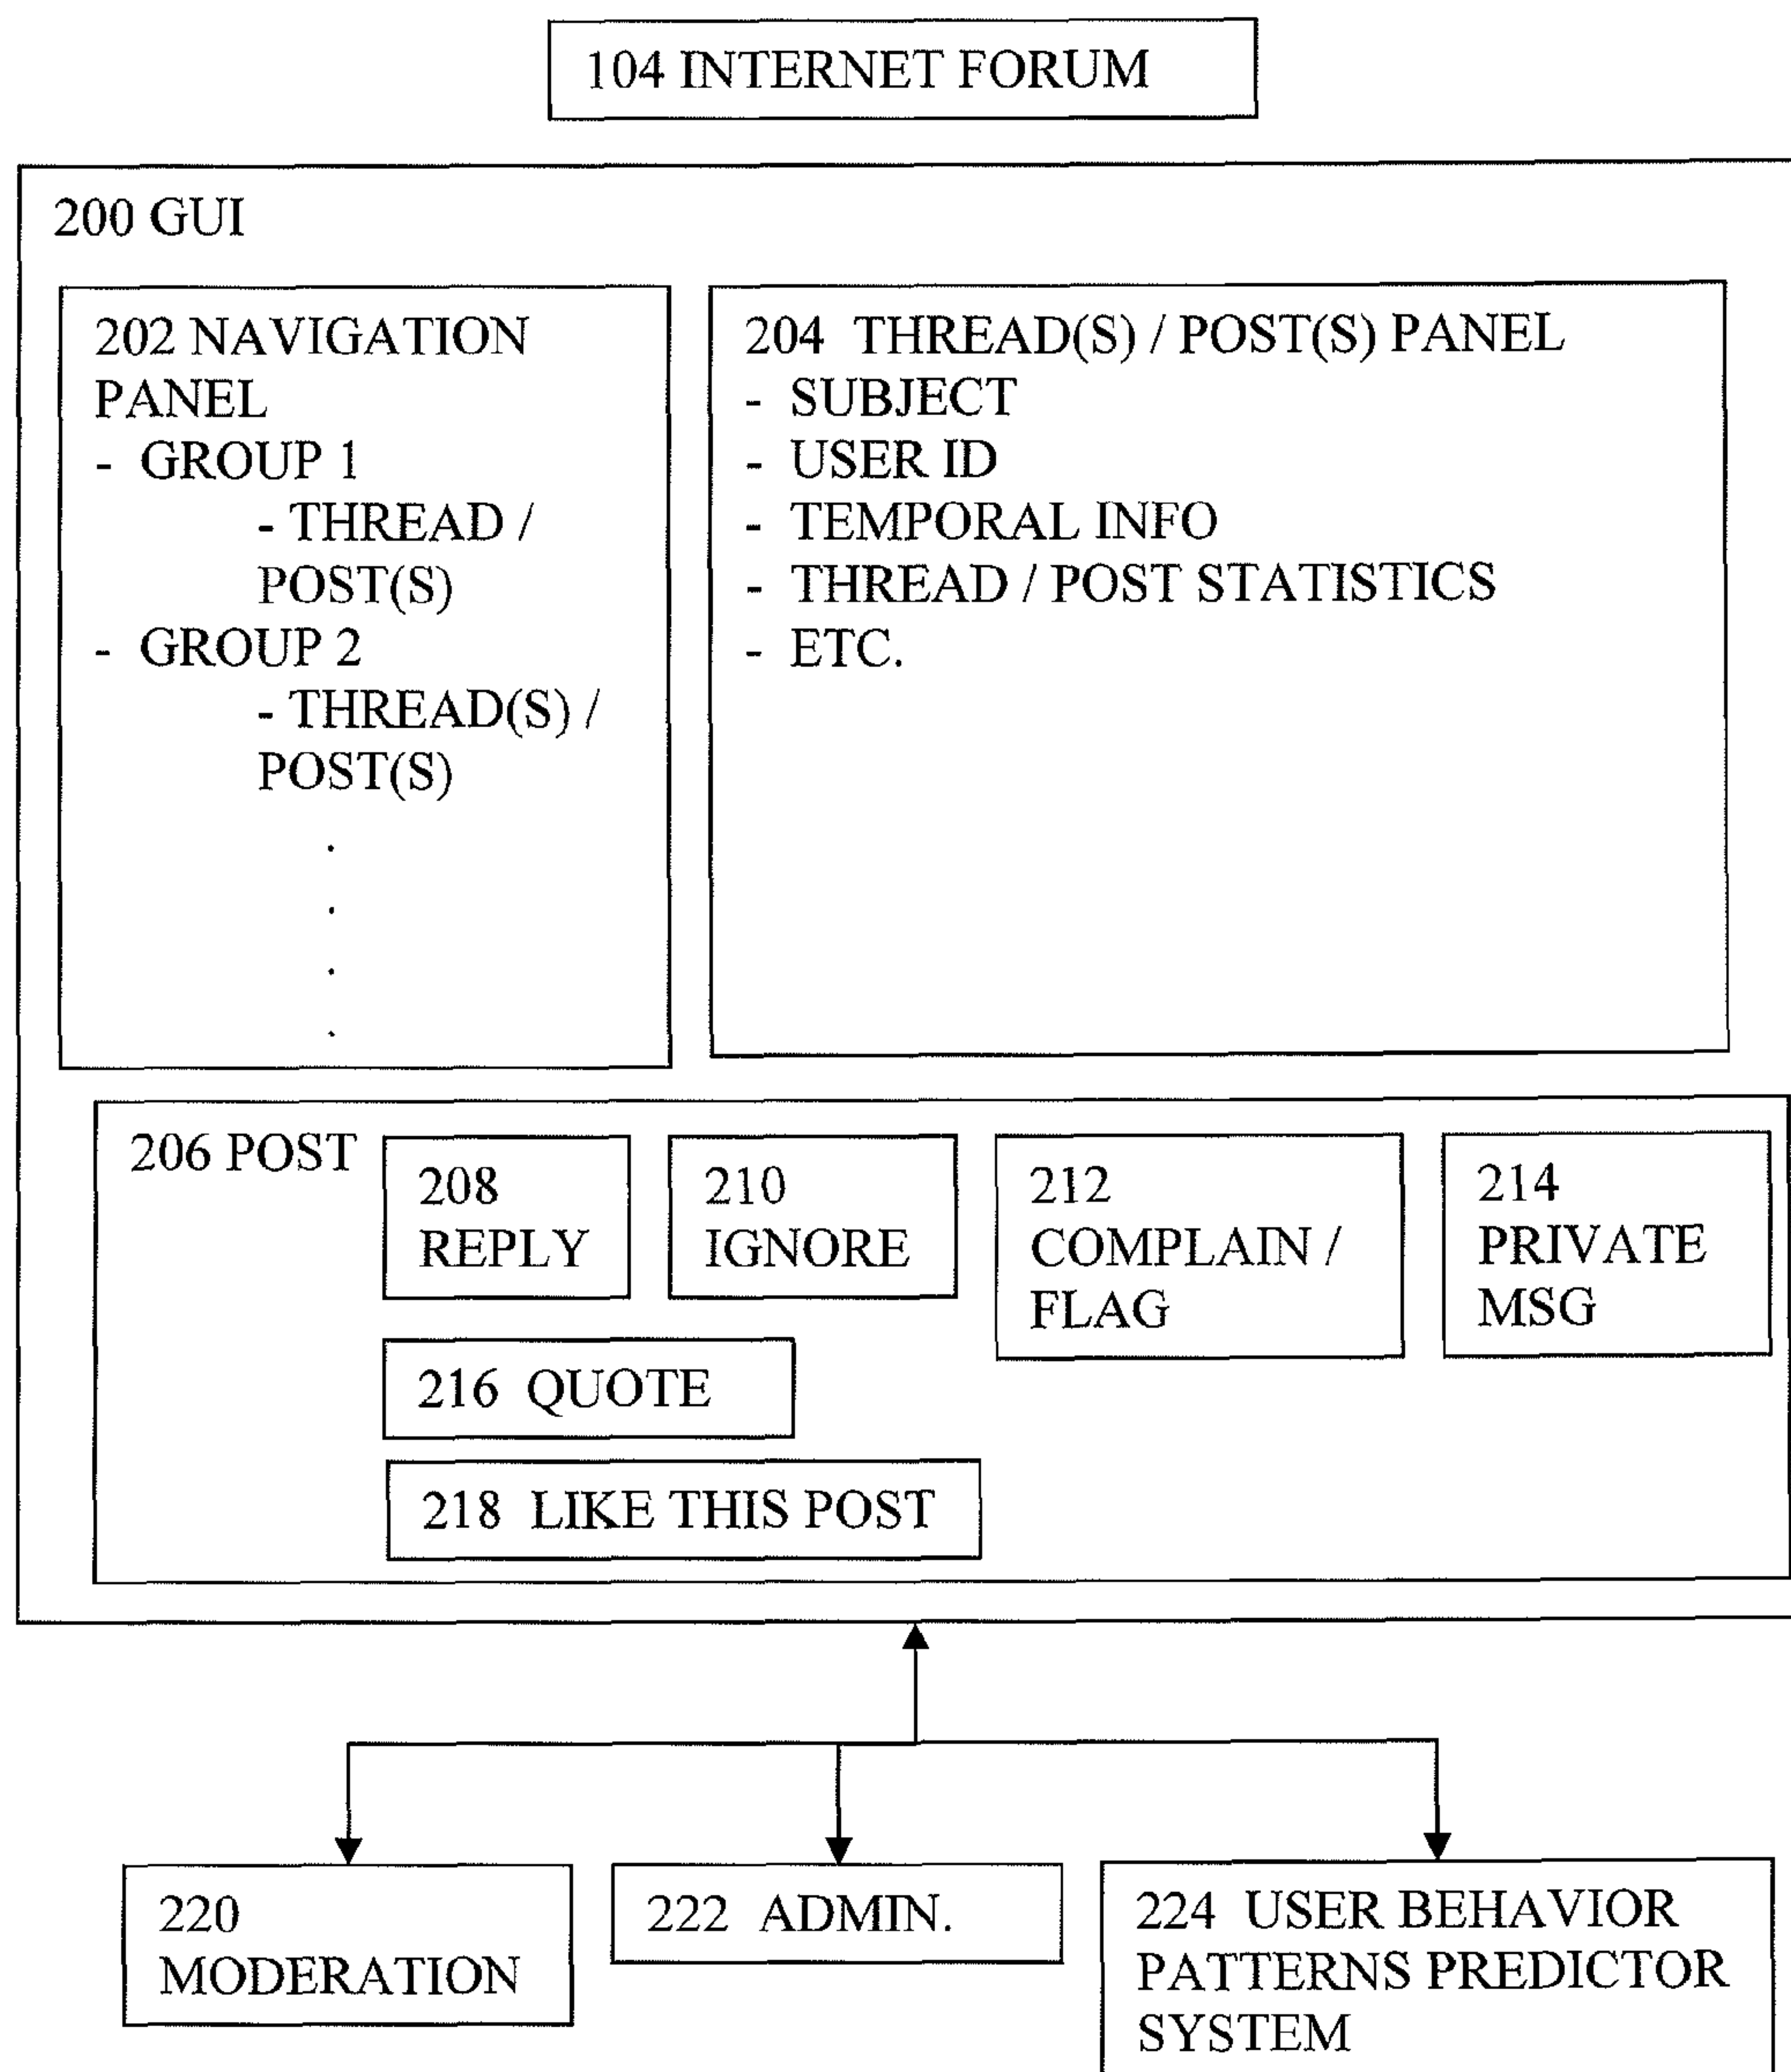 104 INTERNET FORUM
200 GUI
202 NAVIGATION
PANEL
- GROUP 1
- THREAD /
POST(S)
- GROUP 2
- THREAD(S) /
POST(S)
.
.
.
.
204 THREAD(S) / POST(S) PANEL
- SUBJECT
- USER ID
- TEMPORAL INFO
- THREAD / POST STATISTICS
- ETC.
206 POST
208
REPLY
210
IGNORE
212
COMPLAIN /
FLAG
214
PRIVATE
MSG
216 QUOTE
218 LIKE THIS POST
220
MODERATION
222 ADMIN.
224 USER BEHAVIOR
PATTERNS PREDICTOR
SYSTEM